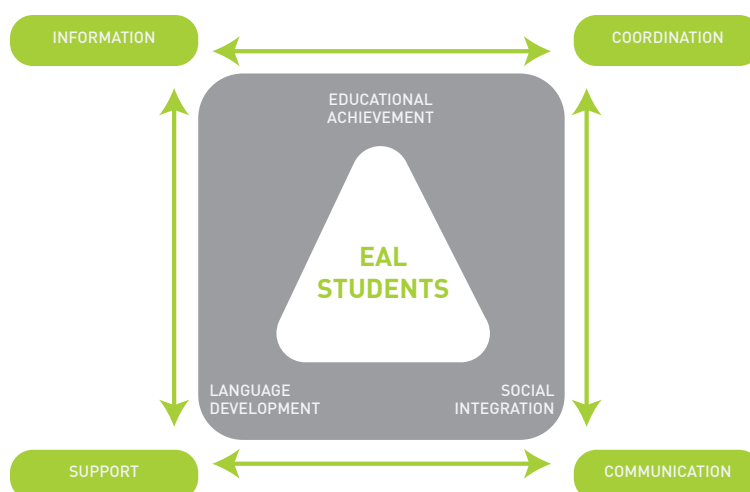 INFORMATION
COORDINATION
EDUCATIONAL
ACHIEVEMENT
EAL
STUDENTS
LANGUAGE
DEVELOPMENT
SOCIAL
INTEGRATION
SUPPORT
COMMUNICATION